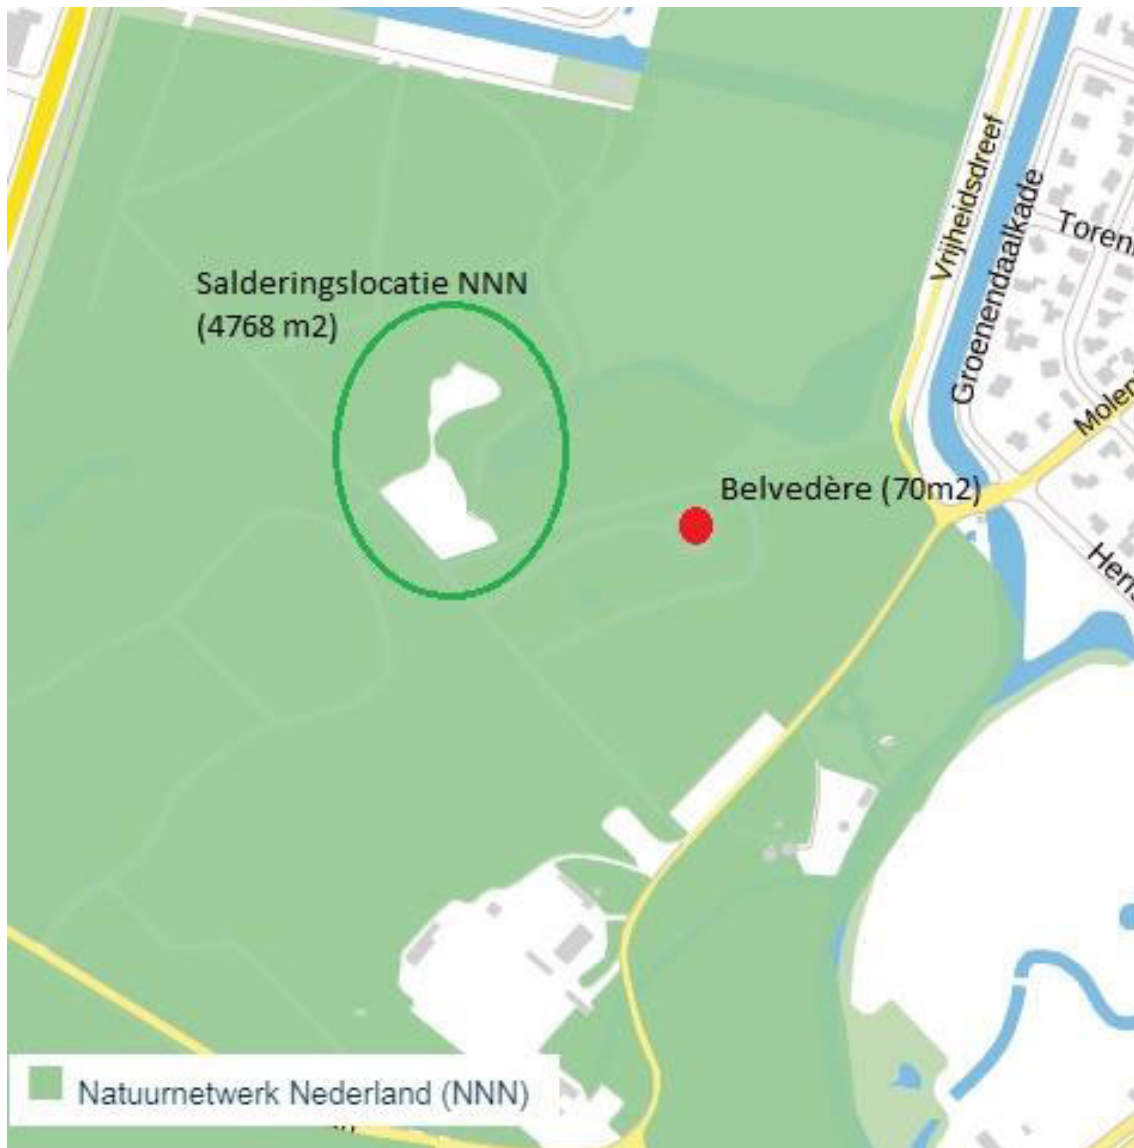 Vrijheidsdreef
Groenendaalkade
Salderingslocatie NNN
(4768 m2)
Belvedère (70m2)
Natuurnetwerk Nederland (NNN)